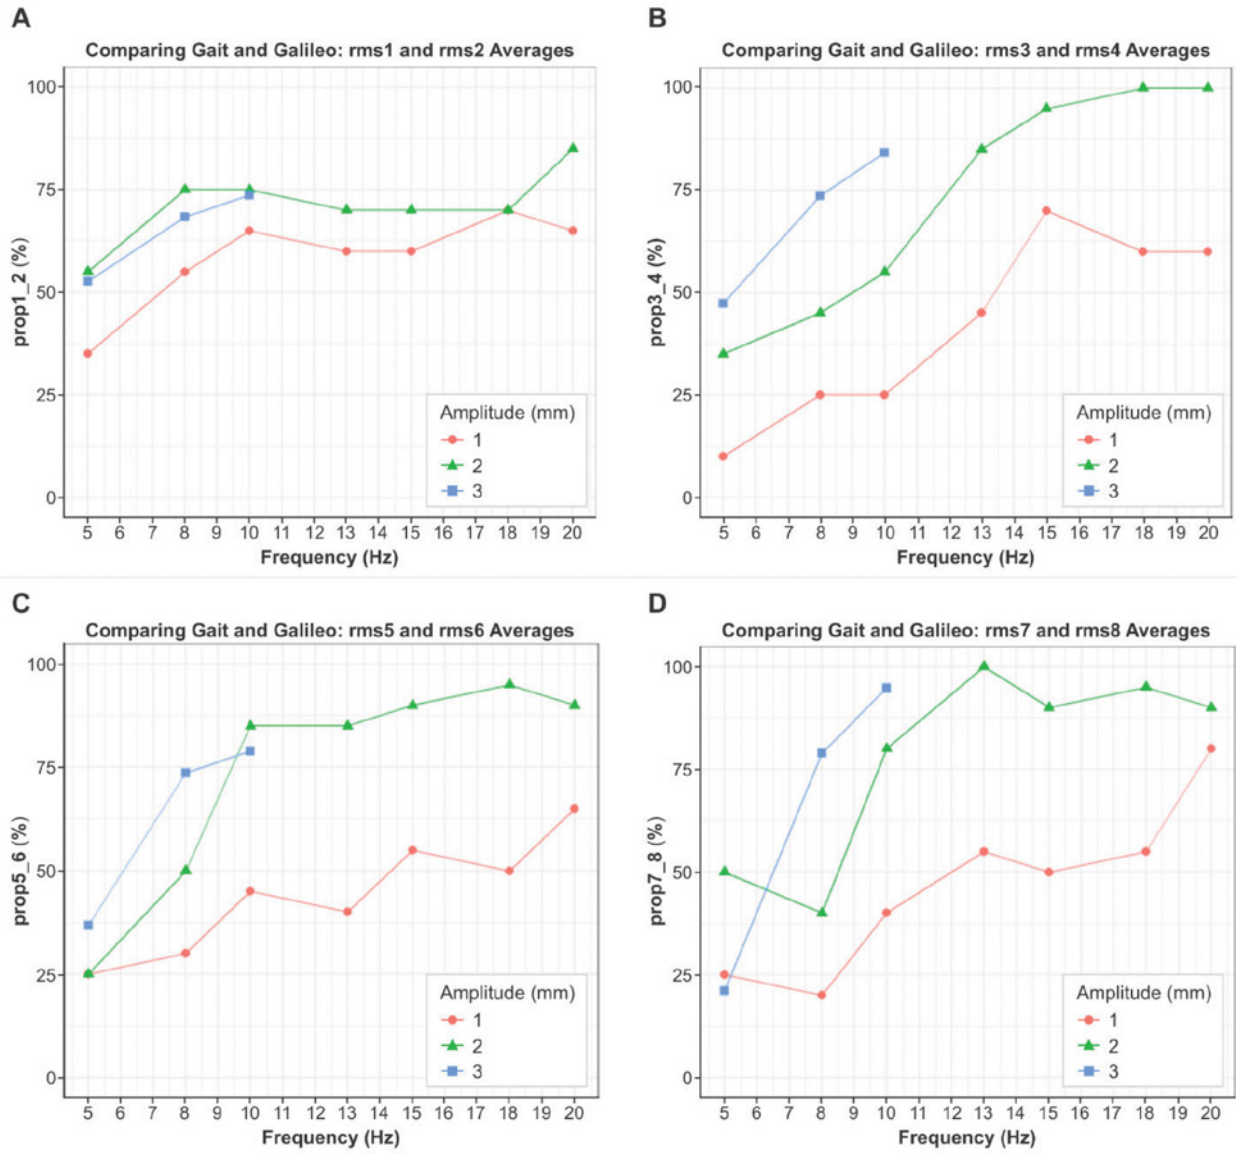 A
Comparing Gait and Galileo: rms1 and rms2 Averages
prop1_2 (%)
100
75
50
25
0
Amplitude (mm)
1
2
3
5 6 7 8 9 10 11 12 13 14 15 16 17 18 19 20
Frequency (Hz)
B
Comparing Gait and Galileo: rms3 and rms4 Averages
prop3_4 (%)
100
75
50
25
0
Amplitude (mm)
1
2
3
5 6 7 8 9 10 11 12 13 14 15 16 17 18 19 20
Frequency (Hz)
C
Comparing Gait and Galileo: rms5 and rms6 Averages
prop5_6 (%)
100
75
50
25
0
Amplitude (mm)
1
2
3
5 6 7 8 9 10 11 12 13 14 15 16 17 18 19 20
Frequency (Hz)
D
Comparing Gait and Galileo: rms7 and rms8 Averages
prop7_8 (%)
100
75
50
25
0
Amplitude (mm)
1
2
3
5 6 7 8 9 10 11 12 13 14 15 16 17 18 19 20
Frequency (Hz)